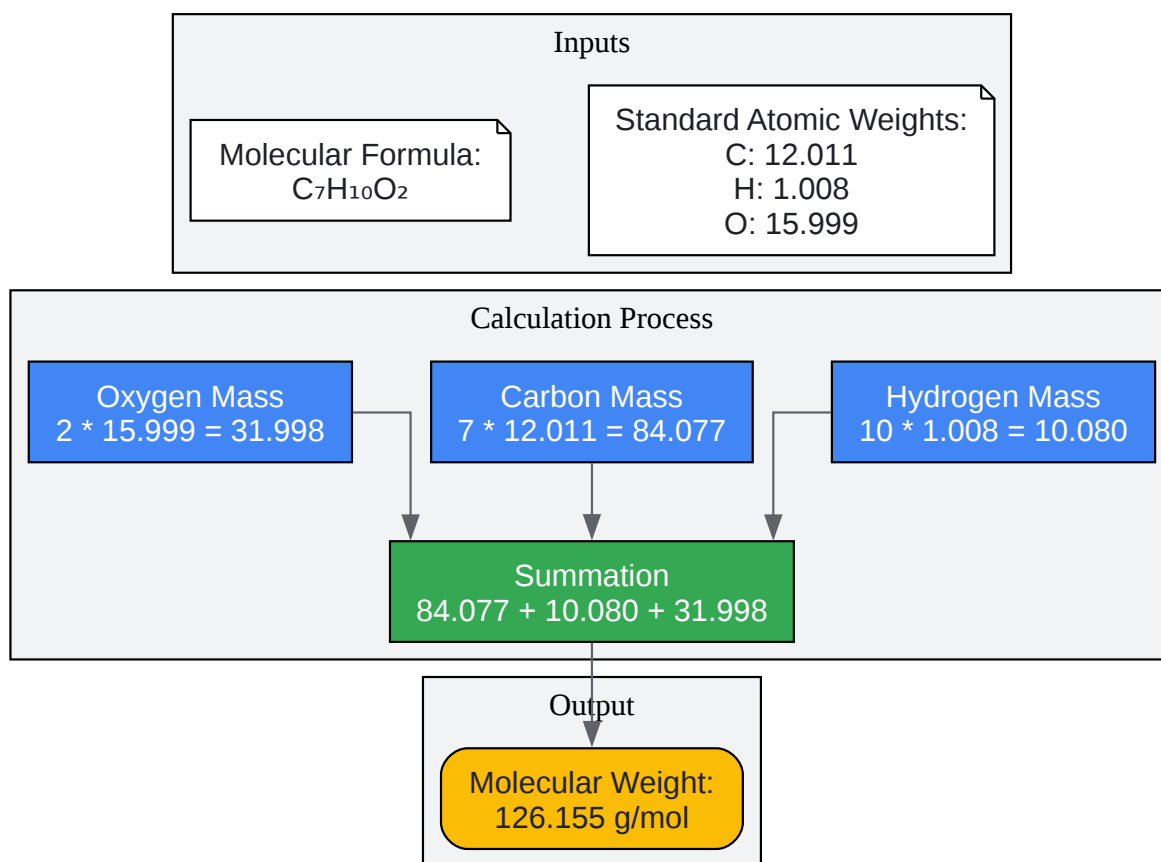 Inputs
Molecular Formula:
C₇H₁₀O₂
Standard Atomic Weights:
C: 12.011
H: 1.008
O: 15.999
Calculation Process
Oxygen Mass
2 * 15.999 = 31.998
Carbon Mass
7 * 12.011 = 84.077
Hydrogen Mass
10 * 1.008 = 10.080
Summation
84.077 + 10.080 + 31.998
Output
Molecular Weight:
126.155 g/mol